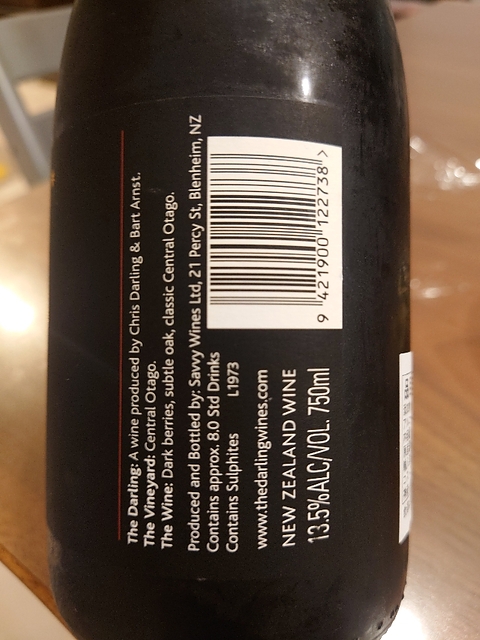 The Darling: A wine produced by Chris Darling & Bart Arnst.
The Vineyard: Central Otago.
The Wine: Dark berries, subtle oak, classic Central Otago.
Produced and Bottled by: Savvy Wines Ltd, 21 Percy St, Blenheim, NZ
Contains approx. 8.0 Std Drinks
Contains Sulphites L1973
www.thedarlingwines.com
NEW ZEALAND WINE
13.5%ALC/VOL. 750ml
9 421900 122738 >